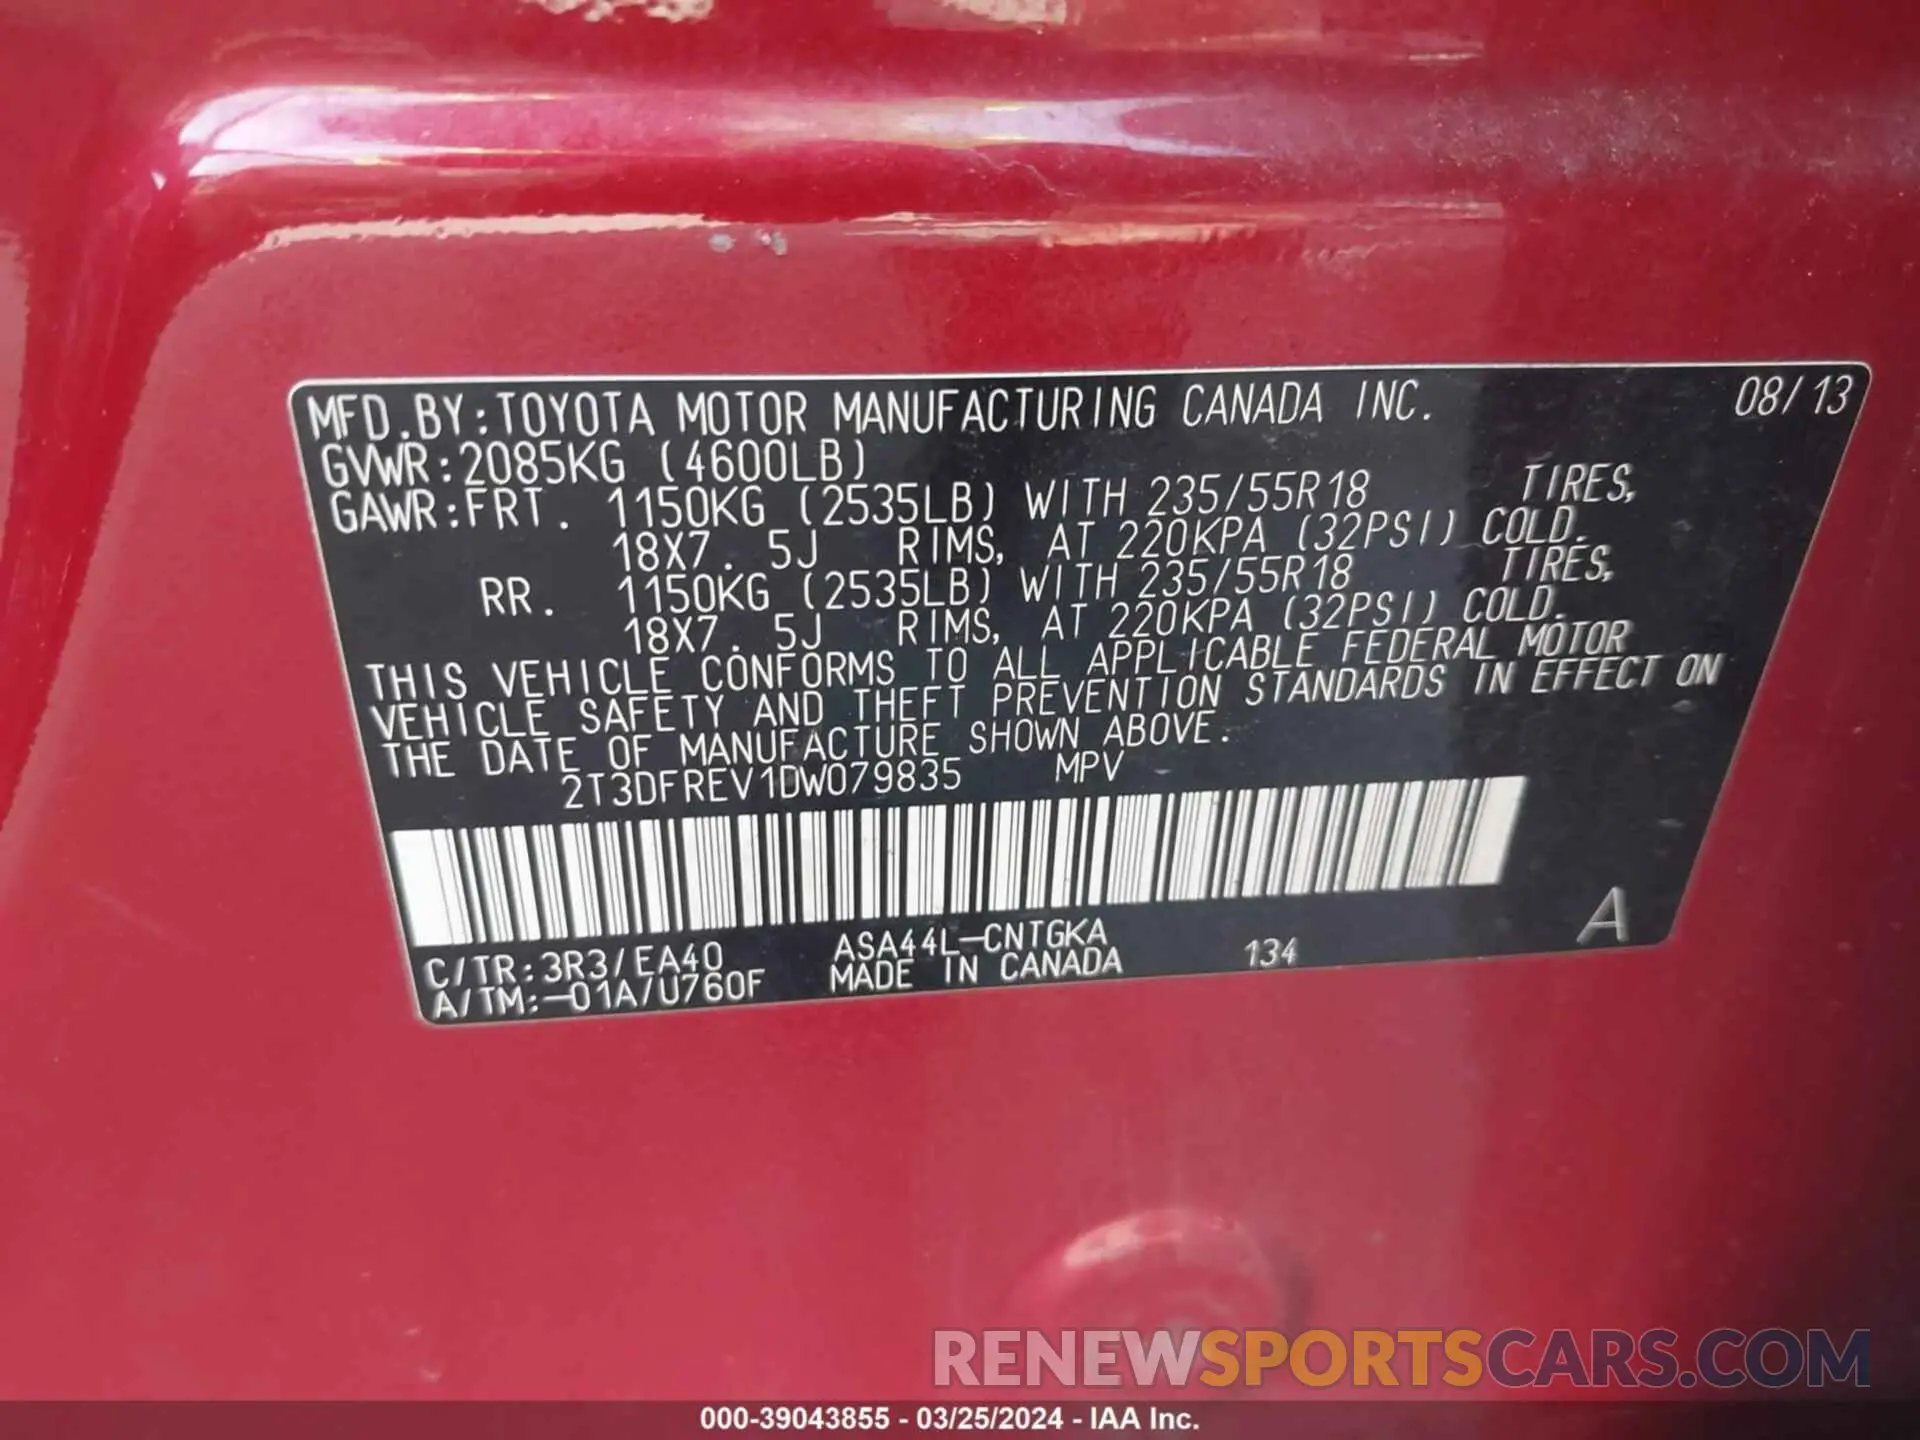 MFD.BY:TOYOTA MOTOR MANUFACTURING CANADA INC. 08/13
GVWR:2085KG (4600LB)
GAWR:FRT. 1150KG (2535LB) WITH 235/55R18 TIRES,
18X7.5J RIMS, AT 220KPA (32PSI) COLD.
RR. 1150KG (2535LB) WITH 235/55R18 TIRES,
18X7.5J RIMS, AT 220KPA (32PSI) COLD.
THIS VEHICLE CONFORMS TO ALL APPLICABLE FEDERAL MOTOR
VEHICLE SAFETY AND THEFT PREVENTION STANDARDS IN EFFECT ON
THE DATE OF MANUFACTURE SHOWN ABOVE.
2T3DFREV1DW079835 MPV
C/TR:3R3/EA40 ASA44L-CNTGKA
A/TM:-01A/U760F MADE IN CANADA 134 A
RENEWSPORTSCARS.COM
000-39043855 - 03/25/2024 - IAA Inc.